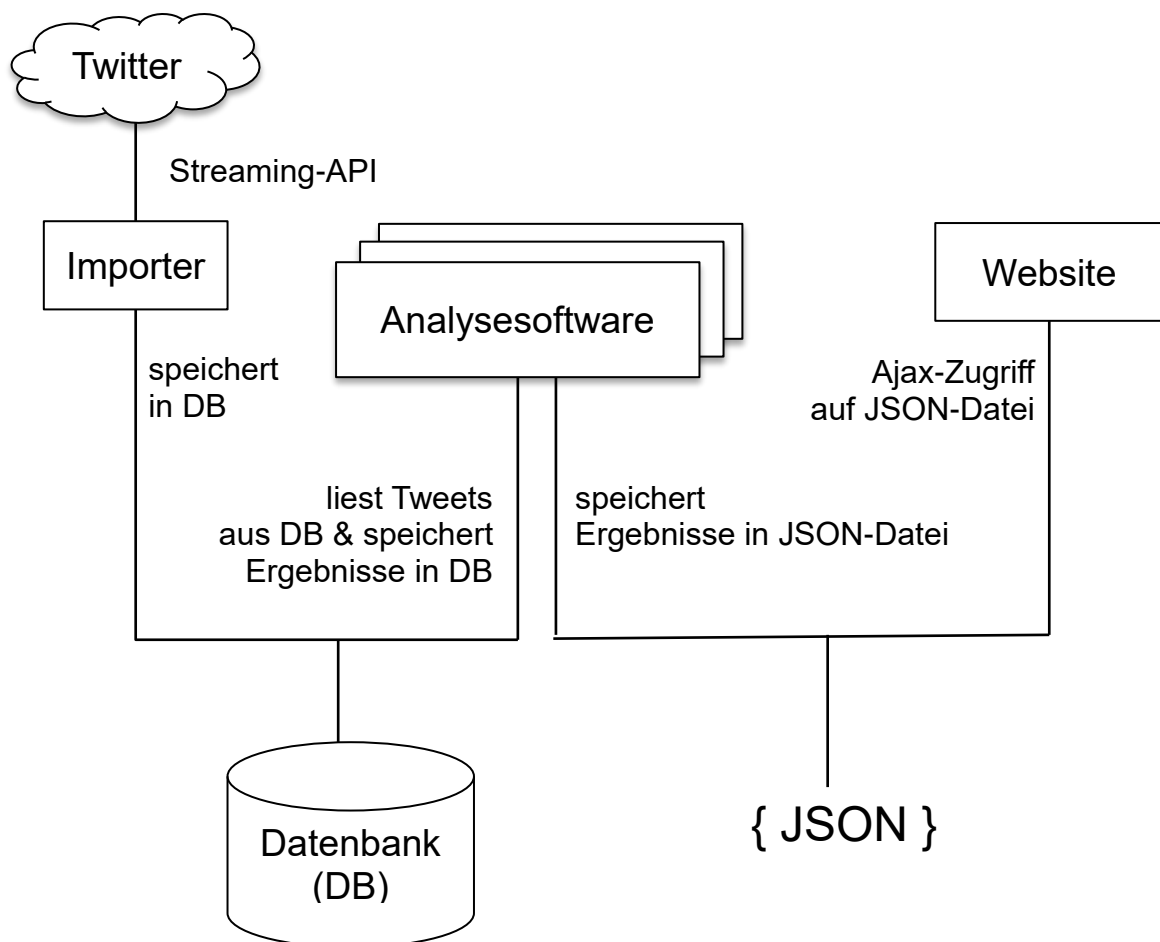 Twitter
Streaming-API
Importer
Analysesoftware
Website
speichert
in DB
Ajax-Zugriff
auf JSON-Datei
liest Tweets
aus DB & speichert
Ergebnisse in DB
speichert
Ergebnisse in JSON-Datei
Datenbank
(DB)
{ JSON }